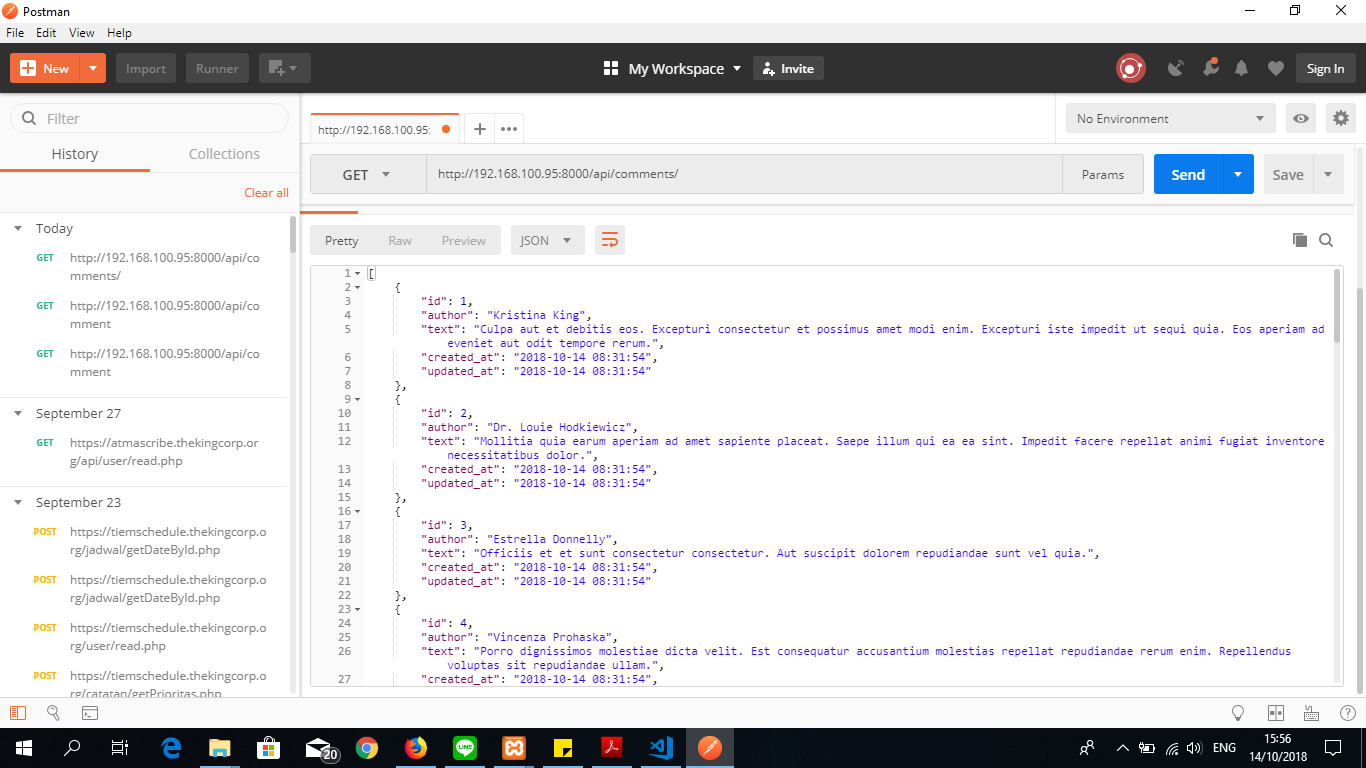 Postman
File Edit View Help
New
Import
Runner
My Workspace
Invite
Sign In
Filter
History
Collections
Clear all
Today
GET http://192.168.100.95:8000/api/co
mments/
GET http://192.168.100.95:8000/api/co
mment
GET http://192.168.100.95:8000/api/co
mment
September 27
GET https://atmascribe.thekingcorp.or
g/api/user/read.php
September 23
POST https://tiemschedule.thekingcorp.o
rg/jadwal/getDateById.php
POST https://tiemschedule.thekingcorp.o
rg/jadwal/getDateById.php
POST https://tiemschedule.thekingcorp.o
rg/user/read.php
POST https://tiemschedule.thekingcorp.o
rg/catatan/getPrioritas.php
http://192.168.100.95:
No Environment
GET
http://192.168.100.95:8000/api/comments/
Params
Send
Save
Pretty Raw Preview
JSON
1 [
2 {
3 "id": 1,
4 "author": "Kristina King",
5 "text": "Culpa aut et debitis eos. Excepturi consectetur et possimus amet modi enim. Excepturi iste impedit ut sequi quia. Eos aperiam ad
eveniet aut odit tempore rerum.",
6 "created_at": "2018-10-14 08:31:54",
7 "updated_at": "2018-10-14 08:31:54"
8 },
9 {
10 "id": 2,
11 "author": "Dr. Louie Hodkiewicz",
12 "text": "Mollitia quia earum aperiam ad amet sapiente placeat. Saepe illum qui ea ea sint. Impedit facere repellat animi fugiat inventore
necessitatibus dolor.",
13 "created_at": "2018-10-14 08:31:54",
14 "updated_at": "2018-10-14 08:31:54"
15 },
16 {
17 "id": 3,
18 "author": "Estrella Donnelly",
19 "text": "Officiis et et sunt consectetur consectetur. Aut suscipit dolorem repudiandae sunt vel quia.",
20 "created_at": "2018-10-14 08:31:54",
21 "updated_at": "2018-10-14 08:31:54"
22 },
23 {
24 "id": 4,
25 "author": "Vincenza Prohaska",
26 "text": "Porro dignissimos molestiae dicta velit. Est consequatur accusantium molestias repellat repudiandae rerum enim. Repellendus
voluptas sit repudiandae ullam.",
27 "created_at": "2018-10-14 08:31:54",
20
LINE
ENG
15:56
14/10/2018